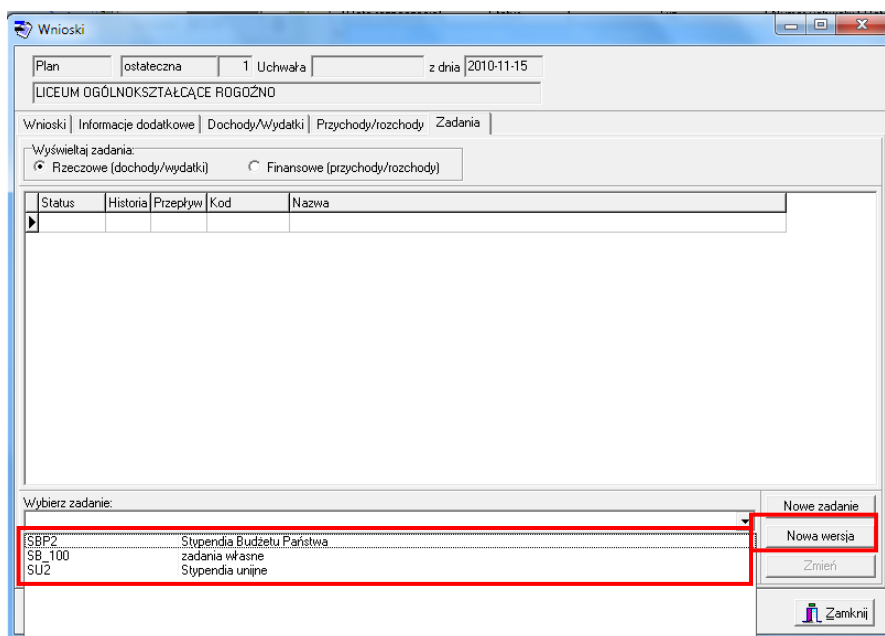 Wnioski
Plan ostateczna 1 Uchwała z dnia 2010-11-15
LICEUM OGÓLNOKSZTAŁCĄCE ROGOŹNO
Wnioski Informacje dodatkowe Dochody/Wydatki Przychody/rozchody Zadania
Wyświeltaj zadania:
Rzeczowe (dochody/wydatki) Finansowe (przychody/rozchody)
Status Historia Przepływ Kod Nazwa
Wybierz zadanie:
Nowe zadanie
Nowa wersja
SBP2 Stypendia Budżetu Państwa
SB_100 zadania własne
SU2 Stypendia unijne
Zmień
Zamknij